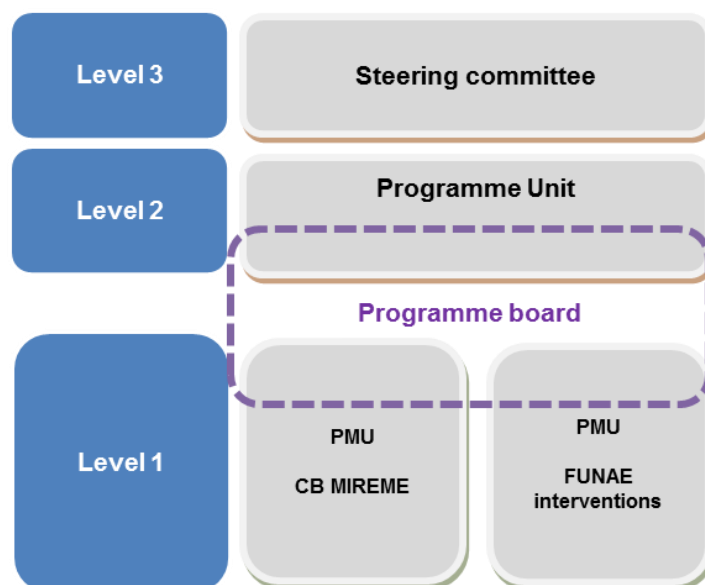 Level 3
Steering committee
Level 2
Programme Unit
Programme board
Level 1
PMU
CB MIREME
PMU
FUNAE
interventions